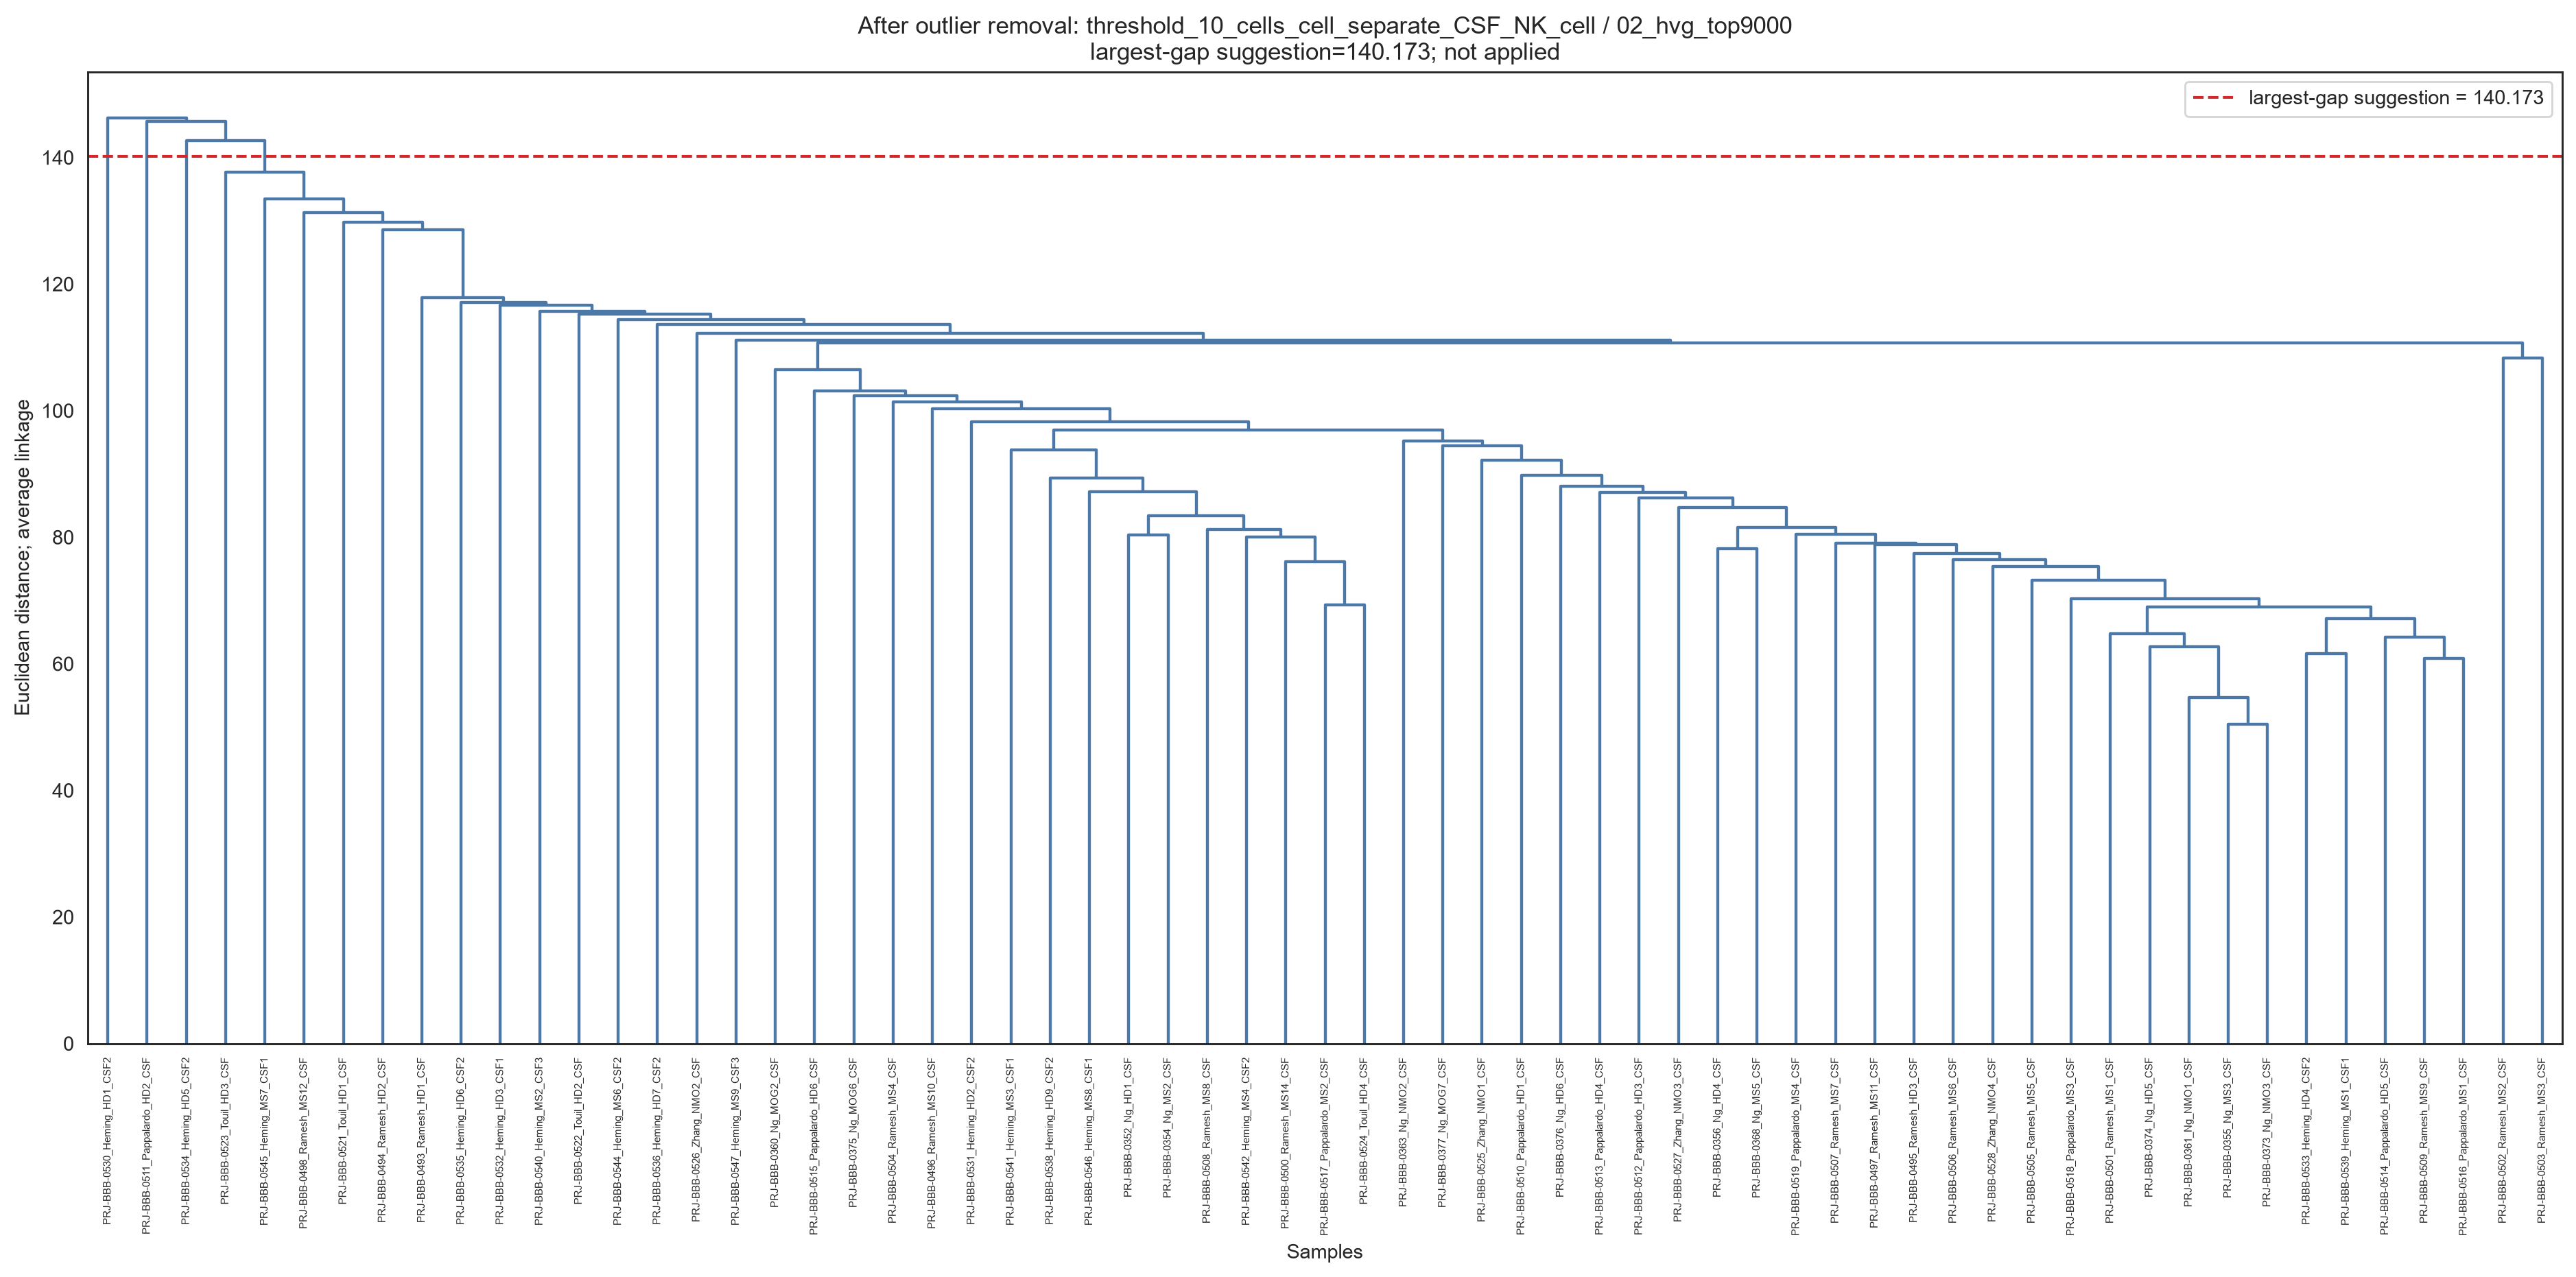 After outlier removal: threshold_10_cells_cell_separate_CSF_NK_cell / 02_hvg_top9000
largest-gap suggestion=140.173; not applied
largest-gap suggestion = 140.173
Euclidean distance; average linkage
140
120
100
80
60
40
20
0
PRJ-BBB-0530_Heming_HD1_CSF2
PRJ-BBB-0511_Pappalardo_HD2_CSF
PRJ-BBB-0534_Heming_HD5_CSF2
PRJ-BBB-0523_Touil_HD3_CSF
PRJ-BBB-0545_Heming_MS7_CSF1
PRJ-BBB-0498_Ramesh_MS12_CSF
PRJ-BBB-0521_Touil_HD1_CSF
PRJ-BBB-0494_Ramesh_HD2_CSF
PRJ-BBB-0493_Ramesh_HD1_CSF
PRJ-BBB-0535_Heming_HD6_CSF2
PRJ-BBB-0532_Heming_HD3_CSF1
PRJ-BBB-0540_Heming_MS2_CSF3
PRJ-BBB-0522_Touil_HD2_CSF
PRJ-BBB-0544_Heming_MS6_CSF2
PRJ-BBB-0536_Heming_HD7_CSF2
PRJ-BBB-0526_Zhang_NMO2_CSF
PRJ-BBB-0547_Heming_MS9_CSF3
PRJ-BBB-0360_Ng_MOG2_CSF
PRJ-BBB-0515_Pappalardo_HD6_CSF
PRJ-BBB-0375_Ng_MOG6_CSF
PRJ-BBB-0504_Ramesh_MS4_CSF
PRJ-BBB-0496_Ramesh_MS10_CSF
PRJ-BBB-0531_Heming_HD2_CSF2
PRJ-BBB-0541_Heming_MS3_CSF1
PRJ-BBB-0538_Heming_HD9_CSF2
PRJ-BBB-0546_Heming_MS8_CSF1
PRJ-BBB-0352_Ng_HD1_CSF
PRJ-BBB-0354_Ng_MS2_CSF
PRJ-BBB-0508_Ramesh_MS8_CSF
PRJ-BBB-0542_Heming_MS4_CSF2
PRJ-BBB-0500_Ramesh_MS14_CSF
PRJ-BBB-0517_Pappalardo_MS2_CSF
PRJ-BBB-0524_Touil_HD4_CSF
PRJ-BBB-0363_Ng_NMO2_CSF
PRJ-BBB-0377_Ng_MOG7_CSF
PRJ-BBB-0525_Zhang_NMO1_CSF
PRJ-BBB-0510_Pappalardo_HD1_CSF
PRJ-BBB-0376_Ng_HD6_CSF
PRJ-BBB-0513_Pappalardo_HD4_CSF
PRJ-BBB-0512_Pappalardo_HD3_CSF
PRJ-BBB-0527_Zhang_NMO3_CSF
PRJ-BBB-0356_Ng_HD4_CSF
PRJ-BBB-0368_Ng_MS5_CSF
PRJ-BBB-0519_Pappalardo_MS4_CSF
PRJ-BBB-0507_Ramesh_MS7_CSF
PRJ-BBB-0497_Ramesh_MS11_CSF
PRJ-BBB-0495_Ramesh_HD3_CSF
PRJ-BBB-0506_Ramesh_MS6_CSF
PRJ-BBB-0528_Zhang_NMO4_CSF
PRJ-BBB-0505_Ramesh_MS5_CSF
PRJ-BBB-0518_Pappalardo_MS3_CSF
PRJ-BBB-0501_Ramesh_MS1_CSF
PRJ-BBB-0374_Ng_HD5_CSF
PRJ-BBB-0361_Ng_NMO1_CSF
PRJ-BBB-0355_Ng_MS3_CSF
PRJ-BBB-0373_Ng_NMO3_CSF
PRJ-BBB-0533_Heming_HD4_CSF2
PRJ-BBB-0539_Heming_MS1_CSF1
PRJ-BBB-0514_Pappalardo_HD5_CSF
PRJ-BBB-0509_Ramesh_MS9_CSF
PRJ-BBB-0516_Pappalardo_MS1_CSF
PRJ-BBB-0502_Ramesh_MS2_CSF
PRJ-BBB-0503_Ramesh_MS3_CSF
Samples